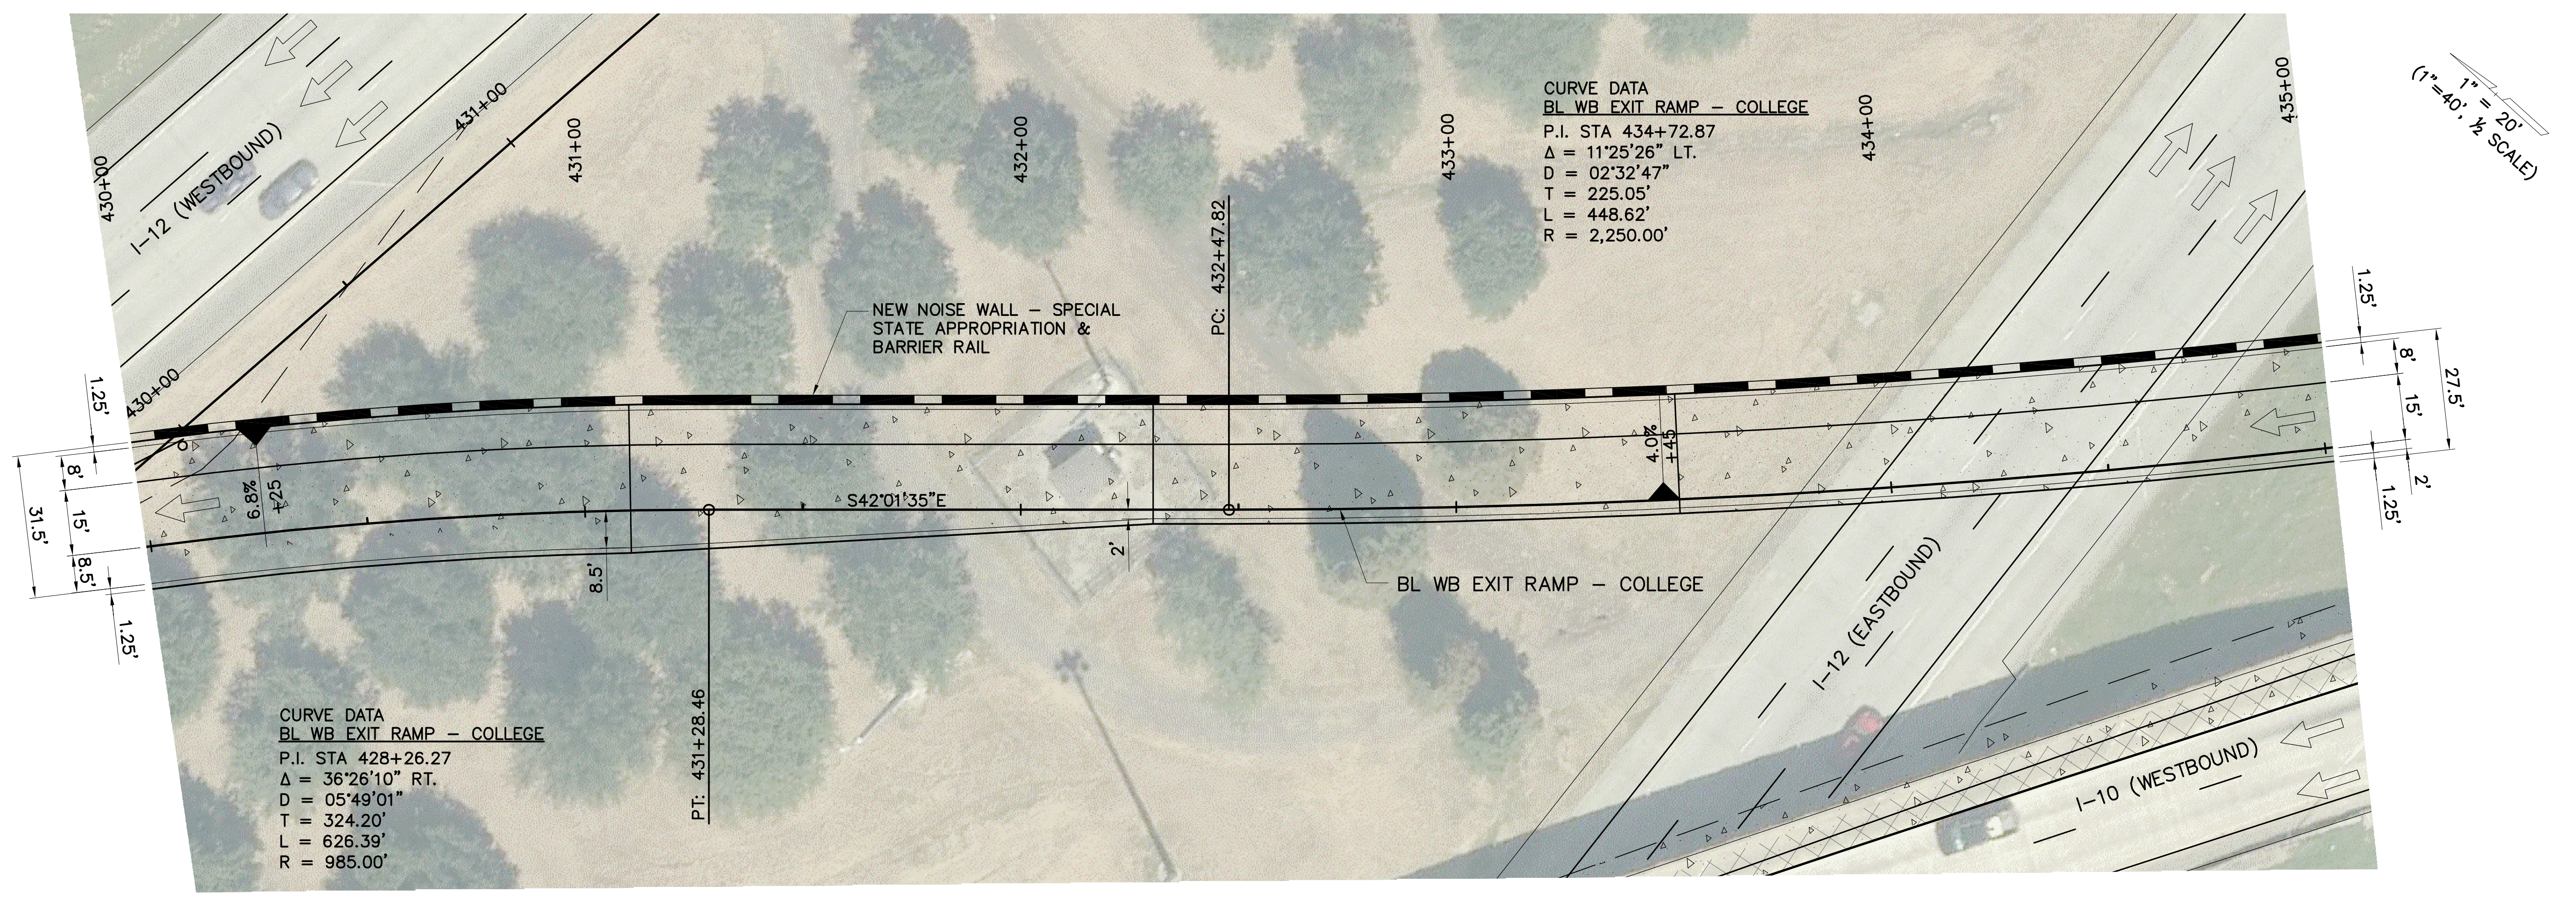 430+00
I-12 (WESTBOUND)
431+00
431+00
432+00
433+00
434+00
435+00
CURVE DATA
BL WB EXIT RAMP – COLLEGE
P.I. STA 434+72.87
Δ = 11°25'26" LT.
D = 02°32'47"
T = 225.05'
L = 448.62'
R = 2,250.00'
1" = 20'
(1"=40', ½ SCALE)
NEW NOISE WALL – SPECIAL
STATE APPROPRIATION &
BARRIER RAIL
PC: 432+47.82
430+00
1.25'
8'
15'
31.5'
8.5'
1.25'
6.8%
+25
8.5'
S42°01'35"E
2'
4.0%
+45
1.25'
8'
15'
27.5'
2'
1.25'
BL WB EXIT RAMP – COLLEGE
I-12 (EASTBOUND)
I-10 (WESTBOUND)
PT: 431+28.46
CURVE DATA
BL WB EXIT RAMP – COLLEGE
P.I. STA 428+26.27
Δ = 36°26'10" RT.
D = 05°49'01"
T = 324.20'
L = 626.39'
R = 985.00'